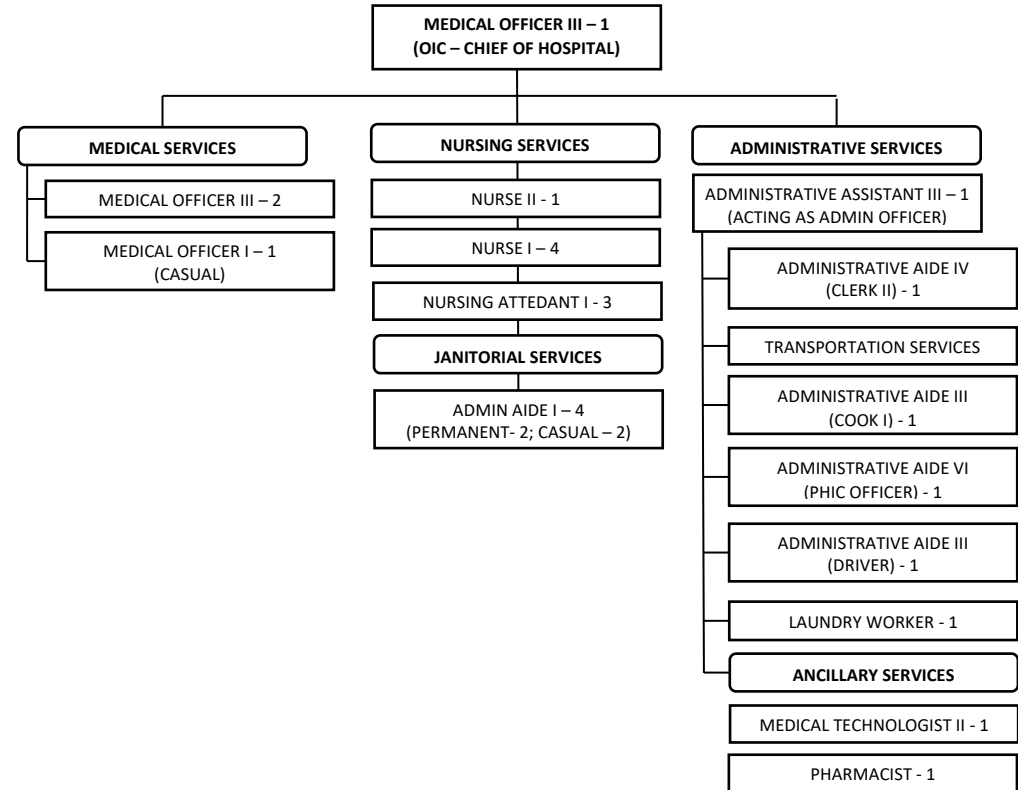 MEDICAL OFFICER III – 1
(OIC – CHIEF OF HOSPITAL)
MEDICAL SERVICES
MEDICAL OFFICER III – 2
MEDICAL OFFICER I – 1
(CASUAL)
NURSING SERVICES
NURSE II - 1
NURSE I – 4
NURSING ATTEDANT I - 3
JANITORIAL SERVICES
ADMIN AIDE I – 4
(PERMANENT- 2; CASUAL – 2)
ADMINISTRATIVE SERVICES
ADMINISTRATIVE ASSISTANT III – 1
(ACTING AS ADMIN OFFICER)
ADMINISTRATIVE AIDE IV
(CLERK II) - 1
TRANSPORTATION SERVICES
ADMINISTRATIVE AIDE III
(COOK I) - 1
ADMINISTRATIVE AIDE VI
(PHIC OFFICER) - 1
ADMINISTRATIVE AIDE III
(DRIVER) - 1
LAUNDRY WORKER - 1
ANCILLARY SERVICES
MEDICAL TECHNOLOGIST II - 1
PHARMACIST - 1